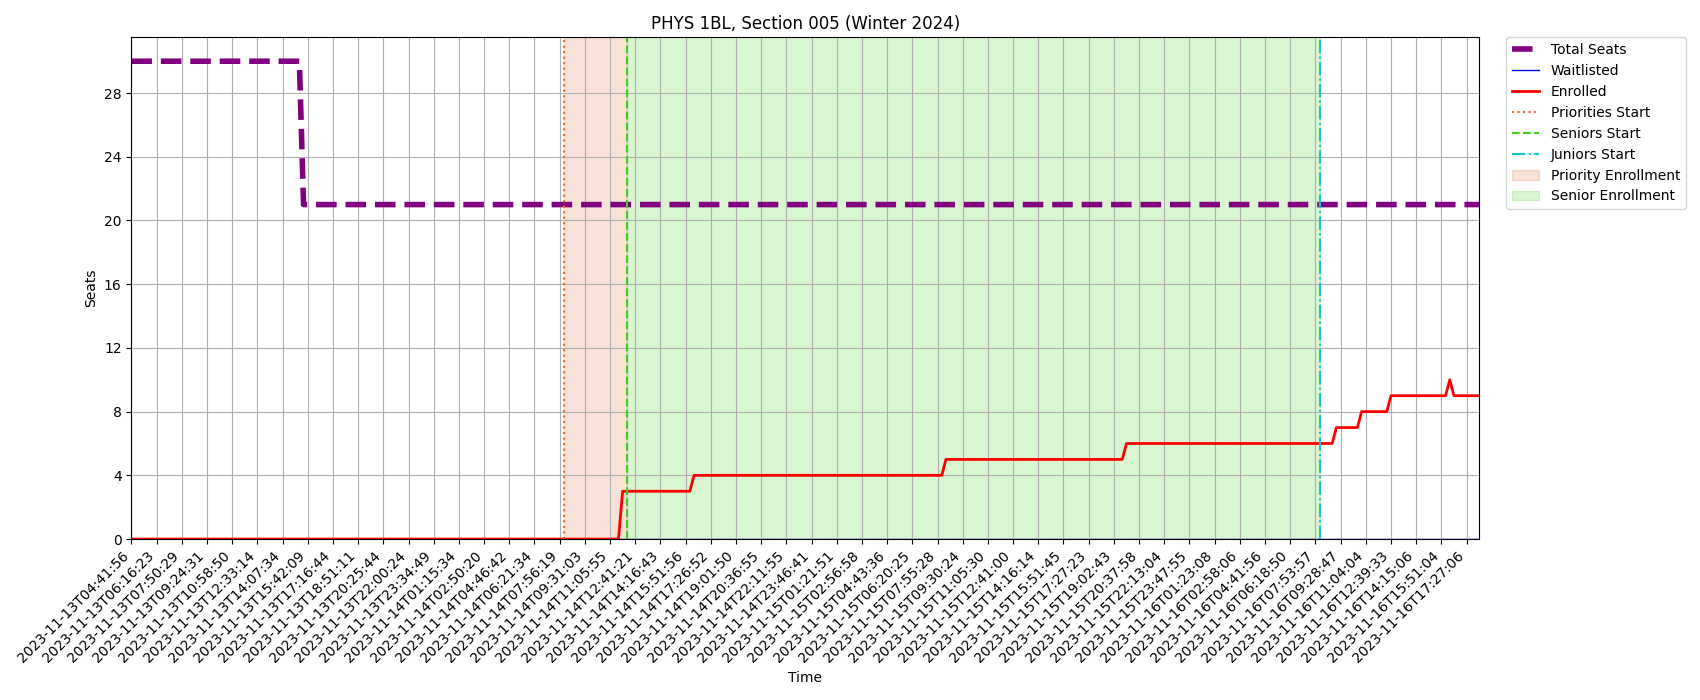 PHYS 1BL, Section 005 (Winter 2024)
Total Seats
Waitlisted
Enrolled
Priorities Start
Seniors Start
Juniors Start
Priority Enrollment
Senior Enrollment
Seats
28
24
20
16
12
8
4
0
2023-11-13T04:41:56
2023-11-13T06:16:23
2023-11-13T07:50:29
2023-11-13T09:24:31
2023-11-13T10:58:50
2023-11-13T12:33:14
2023-11-13T14:07:34
2023-11-13T15:42:09
2023-11-13T17:16:44
2023-11-13T18:51:11
2023-11-13T20:25:44
2023-11-13T22:00:24
2023-11-13T23:34:49
2023-11-14T01:15:34
2023-11-14T02:50:20
2023-11-14T04:46:42
2023-11-14T06:21:34
2023-11-14T07:56:19
2023-11-14T09:31:03
2023-11-14T11:05:55
2023-11-14T12:41:21
2023-11-14T14:16:43
2023-11-14T15:51:56
2023-11-14T17:26:52
2023-11-14T19:01:50
2023-11-14T20:36:55
2023-11-14T22:11:55
2023-11-14T23:46:41
2023-11-15T01:21:51
2023-11-15T02:56:58
2023-11-15T04:43:36
2023-11-15T06:20:25
2023-11-15T07:55:28
2023-11-15T09:30:24
2023-11-15T11:05:30
2023-11-15T12:41:00
2023-11-15T14:16:14
2023-11-15T15:51:45
2023-11-15T17:27:23
2023-11-15T19:02:43
2023-11-15T20:37:58
2023-11-15T22:13:04
2023-11-15T23:47:55
2023-11-16T01:23:08
2023-11-16T02:58:06
2023-11-16T04:41:56
2023-11-16T06:18:50
2023-11-16T07:53:57
2023-11-16T09:28:47
2023-11-16T11:04:04
2023-11-16T12:39:33
2023-11-16T14:15:06
2023-11-16T15:51:04
2023-11-16T17:27:06
Time